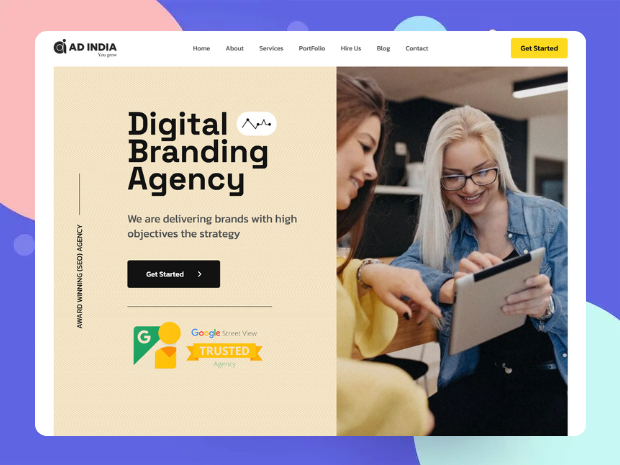 AD INDIA
You grow
Home About Services PortFolio Hire Us Blog Contact
Get Started
Digital
Branding
Agency
We are delivering brands with high
objectives the strategy
Get Started
AWARD WINNING (SEO) AGENCY
G
Google Street View
TRUSTED
Agency